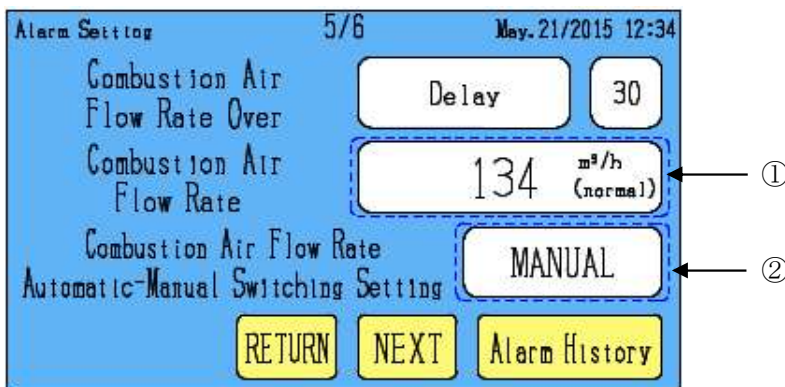 Alarm Setting 5/6 May.21/2015 12:34
Combustion Air
Flow Rate Over Delay 30
Combustion Air
Flow Rate 134 m³/h
(normal) ①
Combustion Air Flow Rate
Automatic-Manual Switching Setting MANUAL ②
RETURN NEXT Alarm History